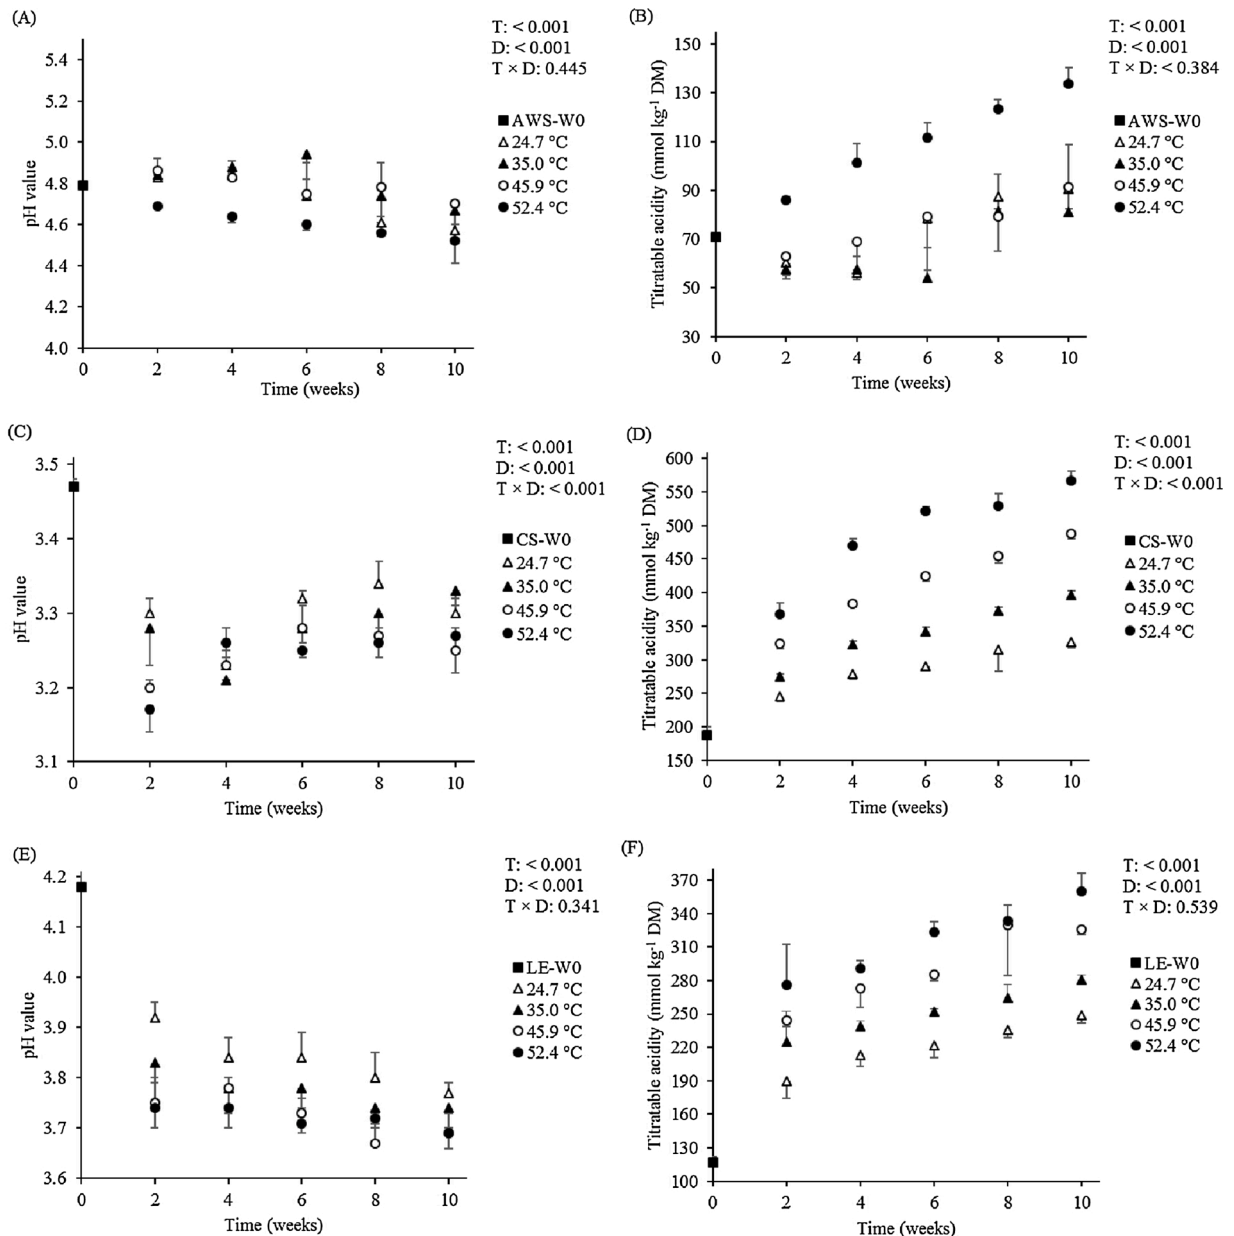 (A)
T: < 0.001
D: < 0.001
T × D: 0.445
5.4
5.2
5.0
4.8
4.6
4.4
4.2
4.0
pH value
0 2 4 6 8 10
Time (weeks)
AWS-W0
24.7 °C
35.0 °C
45.9 °C
52.4 °C
(B)
T: < 0.001
D: < 0.001
T × D: < 0.384
150
130
110
90
70
50
30
Titratable acidity (mmol kg⁻¹ DM)
0 2 4 6 8 10
Time (weeks)
AWS-W0
24.7 °C
35.0 °C
45.9 °C
52.4 °C
(C)
T: < 0.001
D: < 0.001
T × D: < 0.001
3.5
3.4
3.3
3.2
3.1
pH value
0 2 4 6 8 10
Time (weeks)
CS-W0
24.7 °C
35.0 °C
45.9 °C
52.4 °C
(D)
T: < 0.001
D: < 0.001
T × D: < 0.001
600
550
500
450
400
350
300
250
200
150
Titratable acidity (mmol kg⁻¹ DM)
0 2 4 6 8 10
Time (weeks)
CS-W0
24.7 °C
35.0 °C
45.9 °C
52.4 °C
(E)
T: < 0.001
D: < 0.001
T × D: 0.341
4.2
4.1
4.0
3.9
3.8
3.7
3.6
pH value
0 2 4 6 8 10
Time (weeks)
LE-W0
24.7 °C
35.0 °C
45.9 °C
52.4 °C
(F)
T: < 0.001
D: < 0.001
T × D: 0.539
370
340
310
280
250
220
190
160
130
100
Titratable acidity (mmol kg⁻¹ DM)
0 2 4 6 8 10
Time (weeks)
LE-W0
24.7 °C
35.0 °C
45.9 °C
52.4 °C